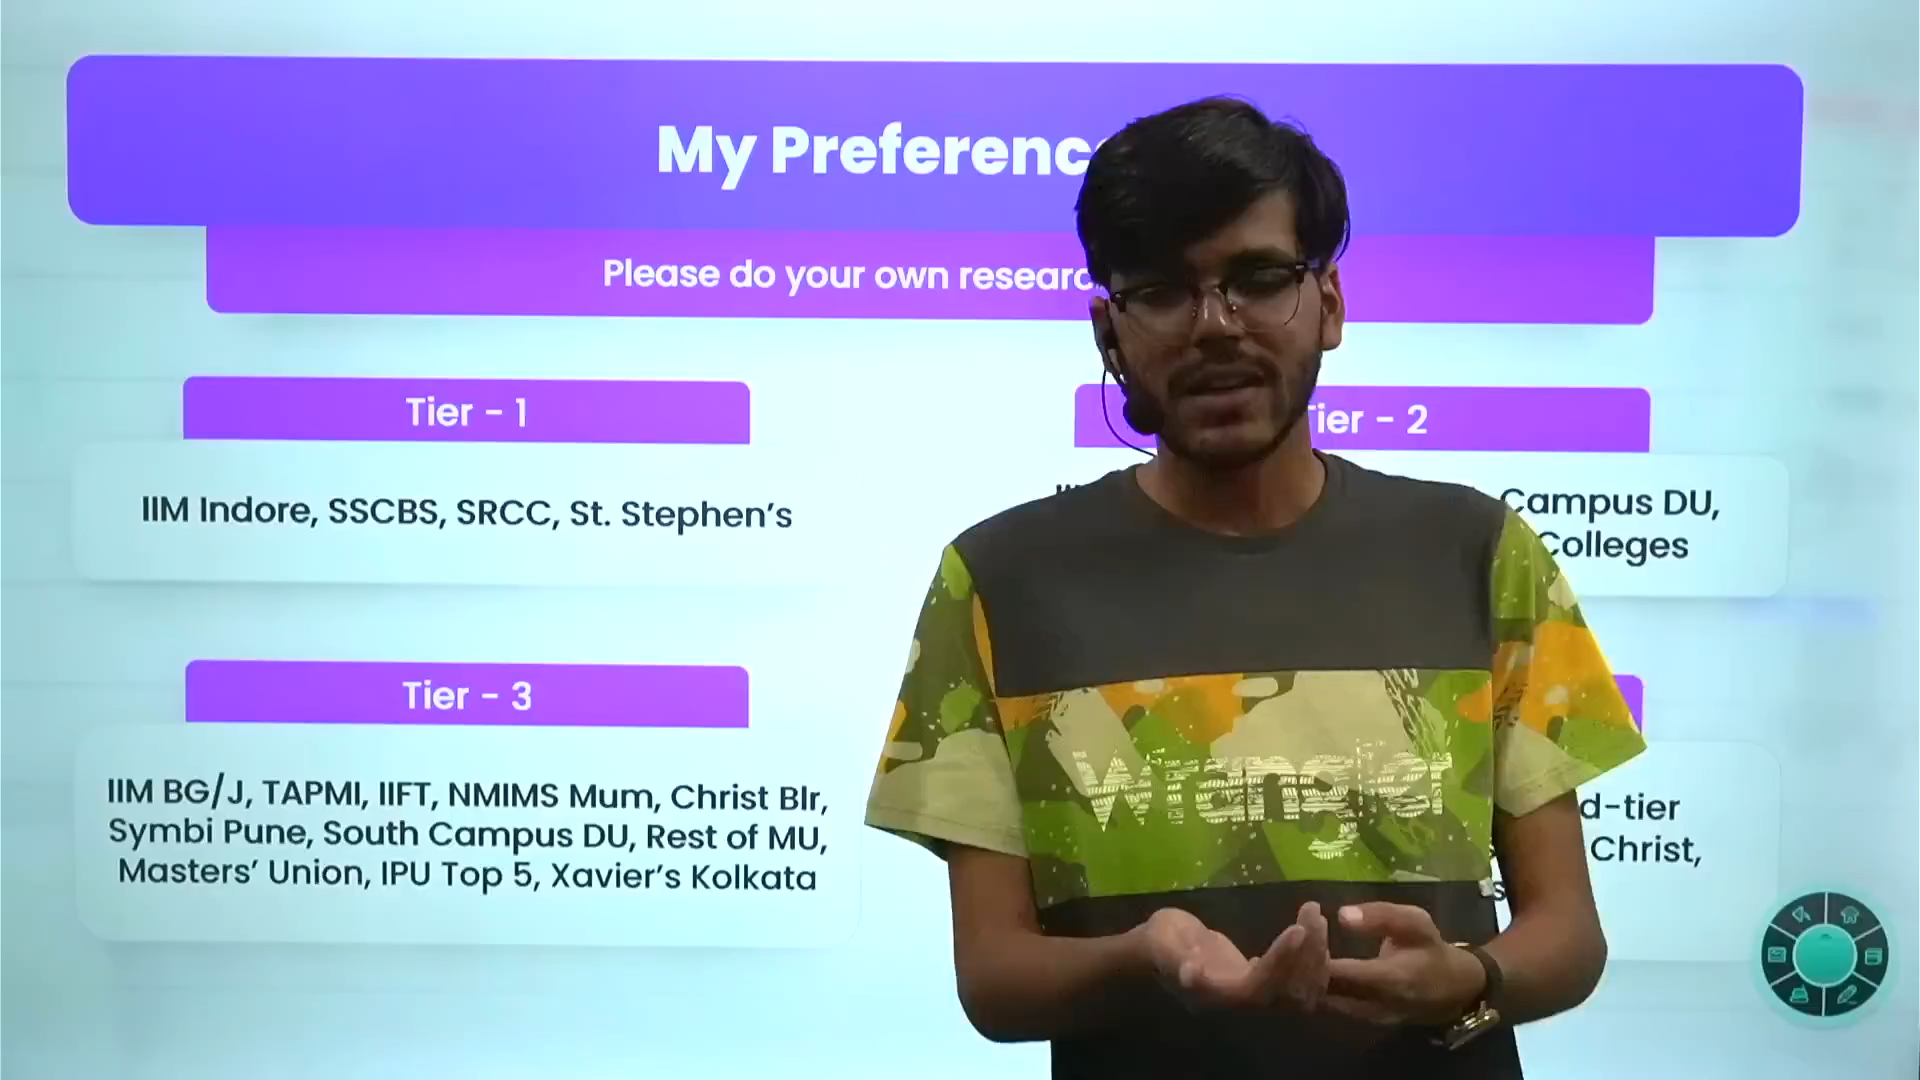 My Preferenc
Please do your own researc
Tier - 1
IIM Indore, SSCBS, SRCC, St. Stephen's
ier - 2
Campus DU,
Colleges
Tier - 3
IIM BG/J, TAPMI, IIFT, NMIMS Mum, Christ Blr,
Symbi Pune, South Campus DU, Rest of MU,
Masters' Union, IPU Top 5, Xavier's Kolkata
d-tier
Christ,
Wrangler